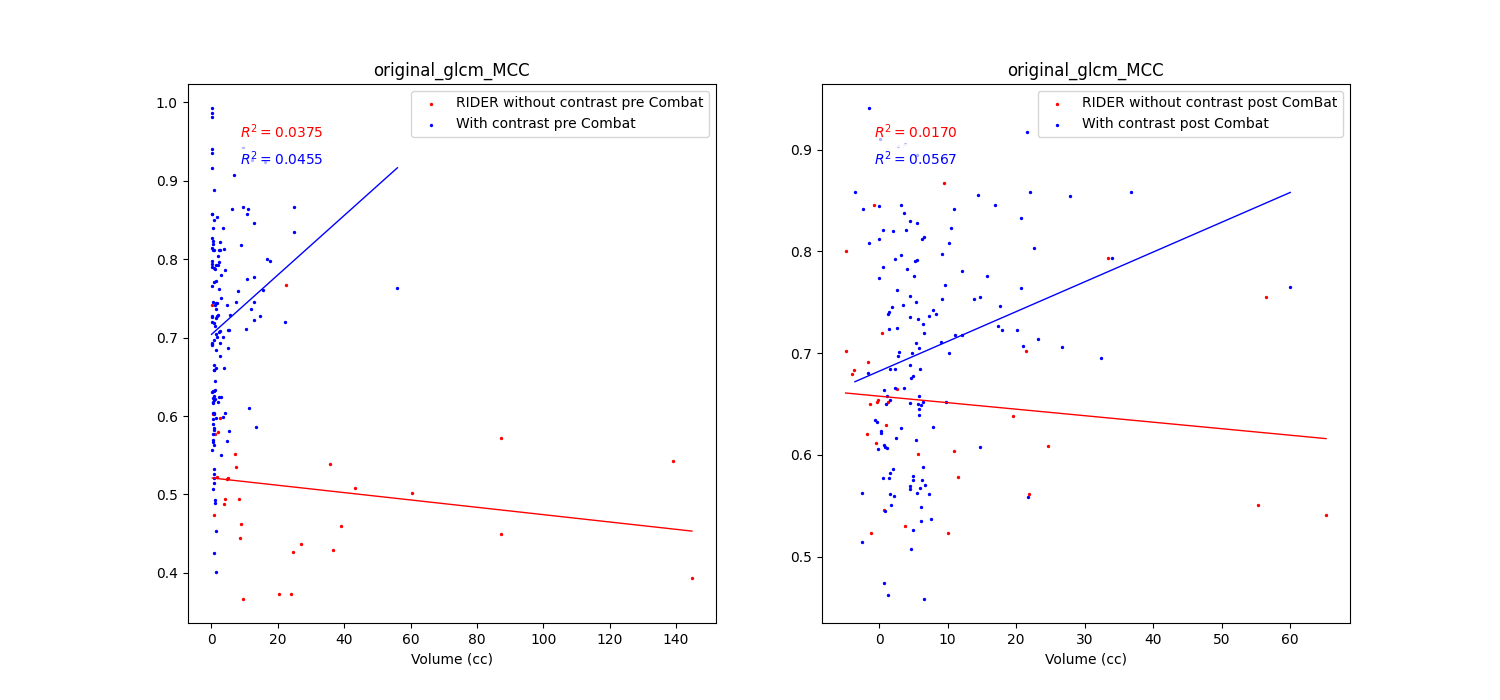 original_glcm_MCC
RIDER without contrast pre Combat
With contrast pre Combat
R² = 0.0375
R² = 0.0455
1.0
0.9
0.8
0.7
0.6
0.5
0.4
0 20 40 60 80 100 120 140
Volume (cc)
original_glcm_MCC
RIDER without contrast post ComBat
With contrast post Combat
R² = 0.0170
R² = 0.0567
0.9
0.8
0.7
0.6
0.5
0 10 20 30 40 50 60
Volume (cc)